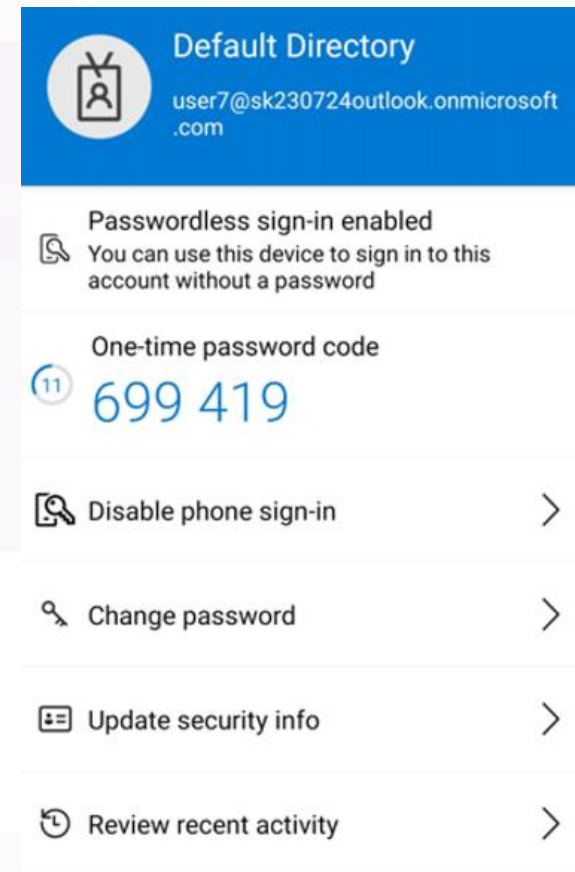 Default Directory
user7@sk230724outlook.onmicrosoft
.com
Passwordless sign-in enabled
You can use this device to sign in to this
account without a password
One-time password code
11
699 419
Disable phone sign-in
Change password
Update security info
Review recent activity